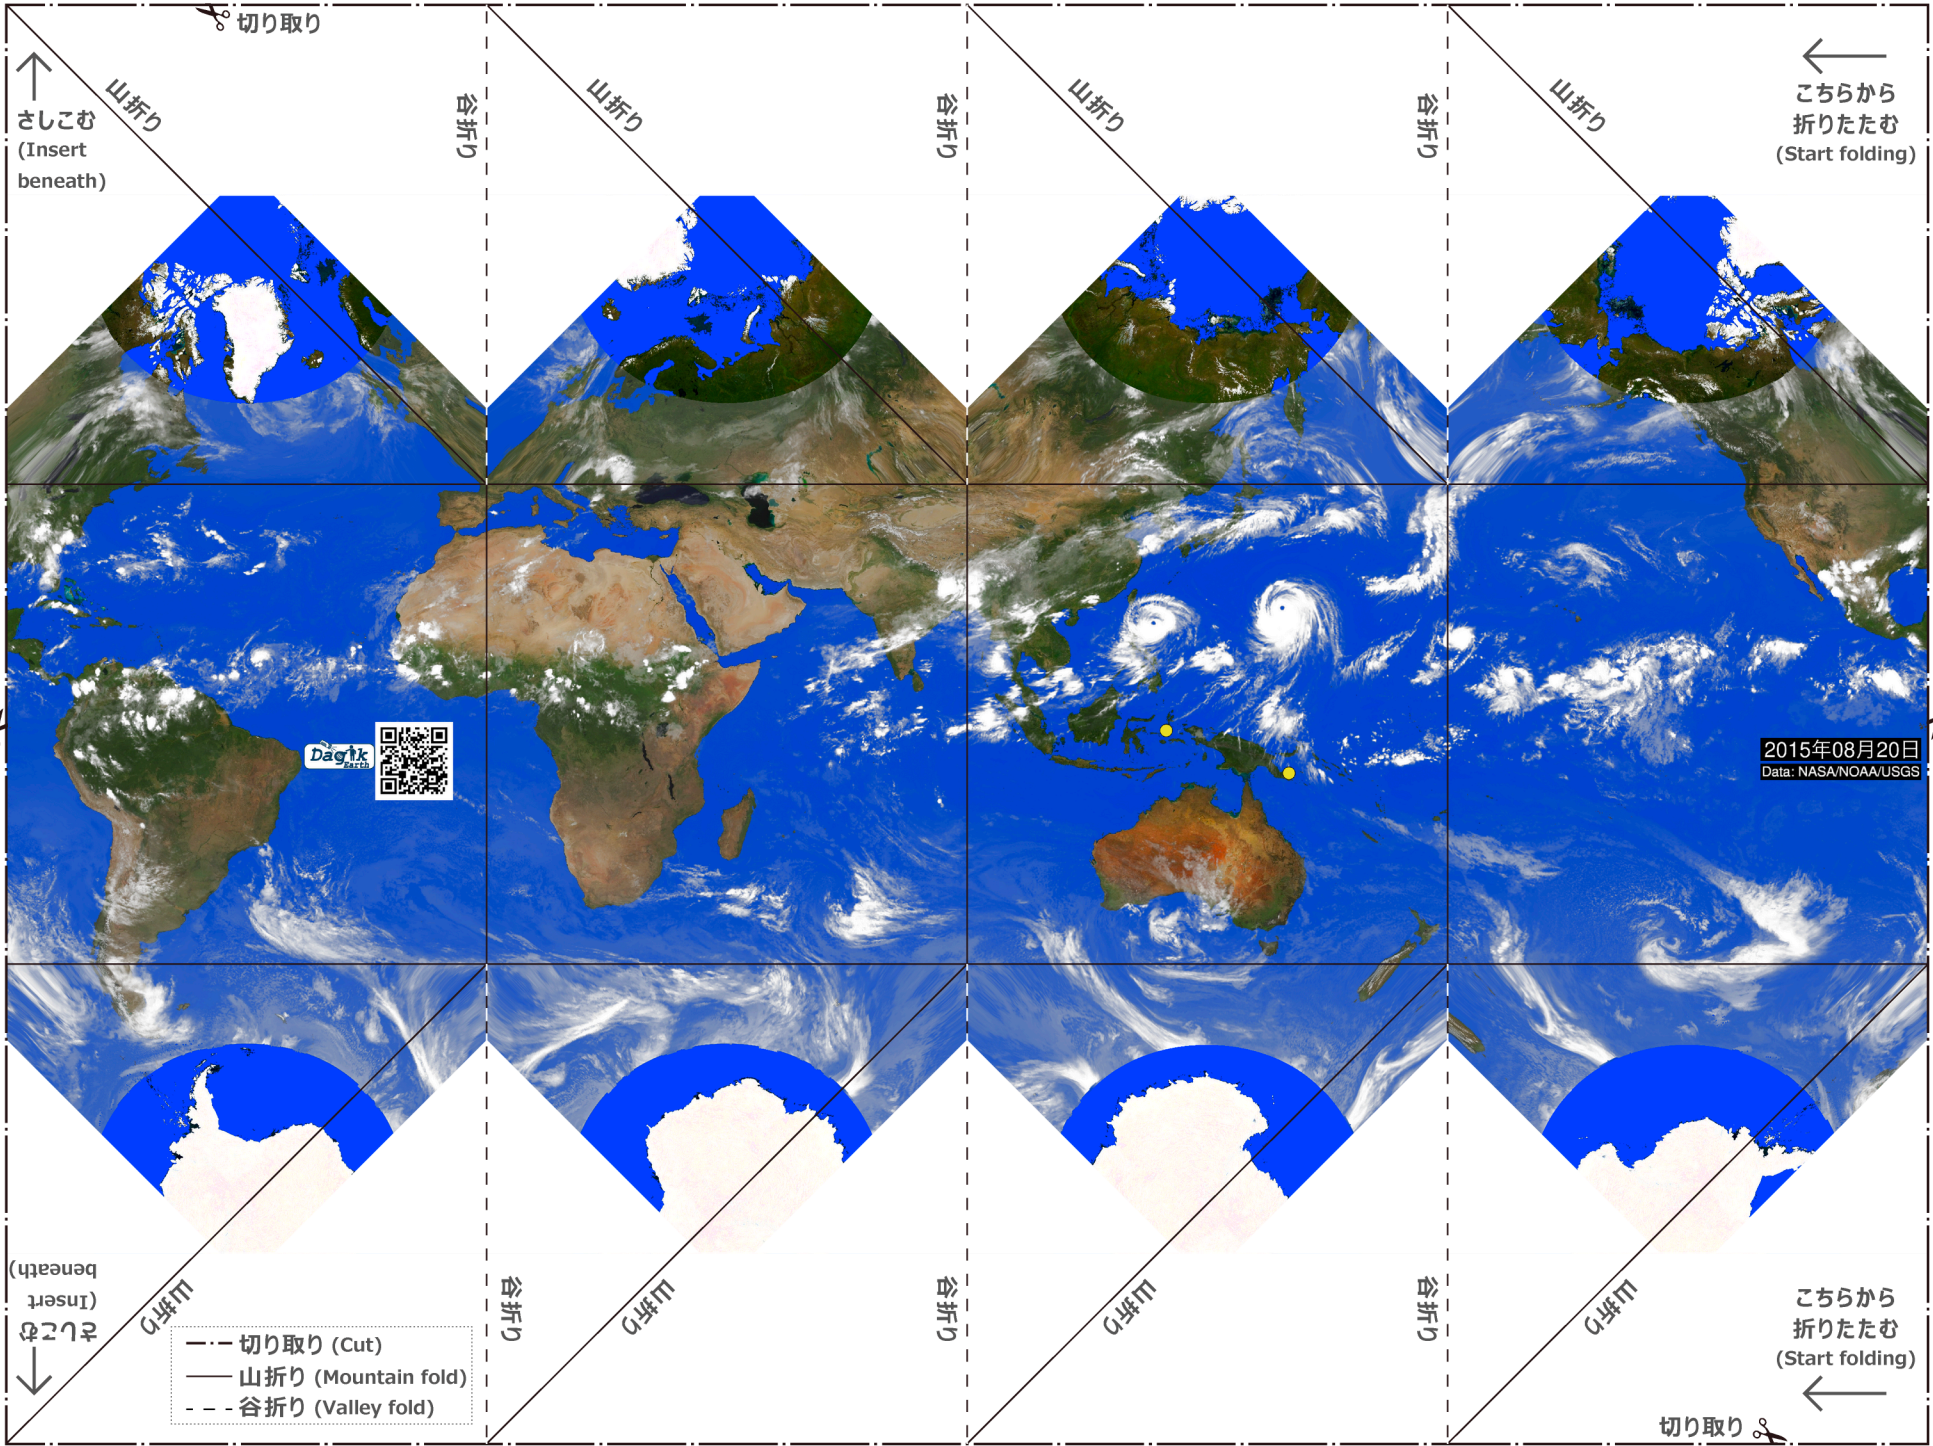 切り取り
山折り
谷折り
山折り
谷折り
山折り
谷折り
山折り
さしこむ
(Insert
beneath)
こちらから
折りたたむ
(Start folding)
Dagik
Earth
2015年08月20日
Data: NASA/NOAA/USGS
さしこむ
(Insert
beneath)
山折り
谷折り
山折り
谷折り
山折り
谷折り
山折り
こちらから
折りたたむ
(Start folding)
切り取り (Cut)
山折り (Mountain fold)
谷折り (Valley fold)
切り取り